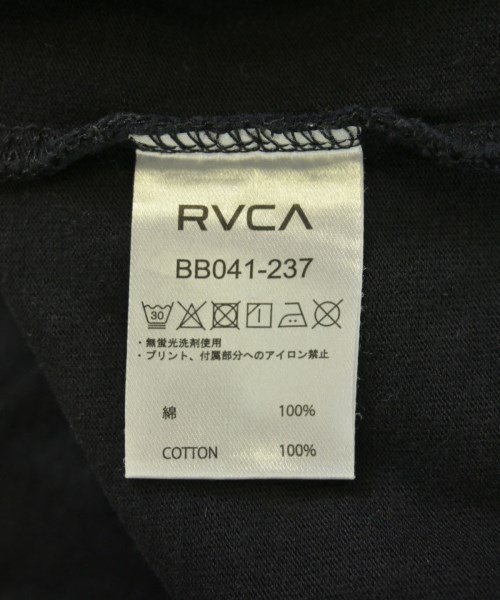 RVCA
BB041-237
30
・無蛍光洗剤使用
・プリント、付属部分へのアイロン禁止
綿 100%
COTTON 100%